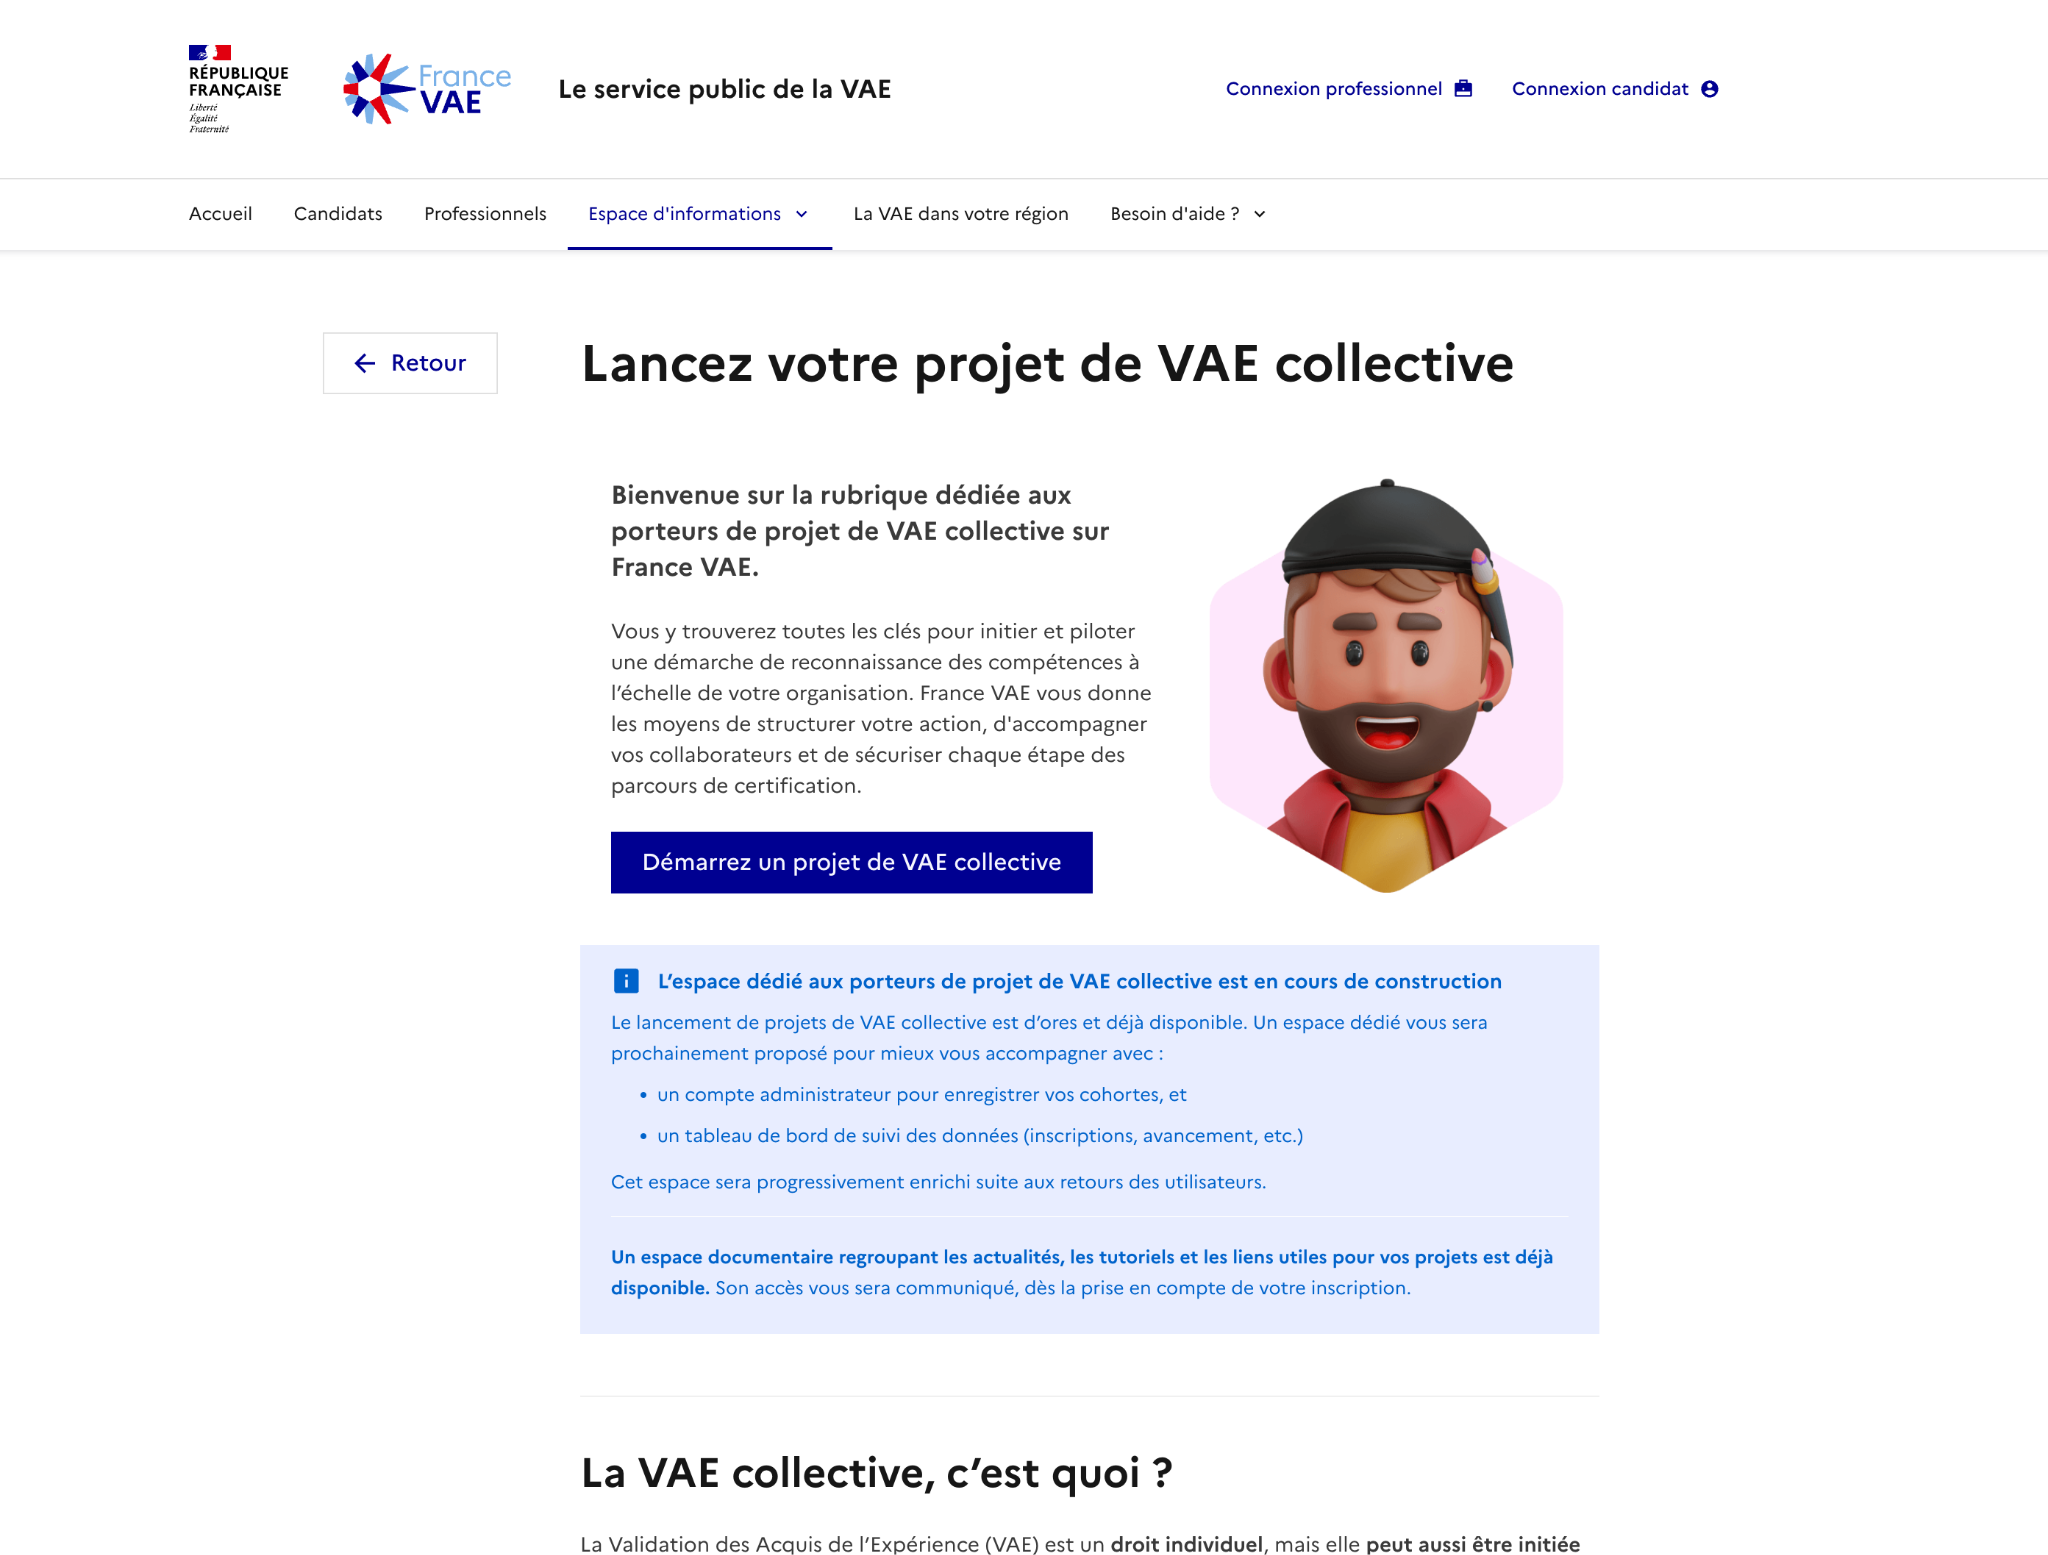 RÉPUBLIQUE
FRANÇAISE
Liberté
Égalité
Fraternité
France
VAE
Le service public de la VAE
Connexion professionnel
Connexion candidat
Accueil
Candidats
Professionnels
Espace d'informations
La VAE dans votre région
Besoin d'aide ?
Retour
Lancez votre projet de VAE collective
Bienvenue sur la rubrique dédiée aux
porteurs de projet de VAE collective sur
France VAE.
Vous y trouverez toutes les clés pour initier et piloter
une démarche de reconnaissance des compétences à
l’échelle de votre organisation. France VAE vous donne
les moyens de structurer votre action, d'accompagner
vos collaborateurs et de sécuriser chaque étape des
parcours de certification.
Démarrez un projet de VAE collective
L’espace dédié aux porteurs de projet de VAE collective est en cours de construction
Le lancement de projets de VAE collective est d’ores et déjà disponible. Un espace dédié vous sera
prochainement proposé pour mieux vous accompagner avec :
• un compte administrateur pour enregistrer vos cohortes, et
• un tableau de bord de suivi des données (inscriptions, avancement, etc.)
Cet espace sera progressivement enrichi suite aux retours des utilisateurs.
Un espace documentaire regroupant les actualités, les tutoriels et les liens utiles pour vos projets est déjà
disponible. Son accès vous sera communiqué, dès la prise en compte de votre inscription.
La VAE collective, c’est quoi ?
La Validation des Acquis de l’Expérience (VAE) est un droit individuel, mais elle peut aussi être initiée